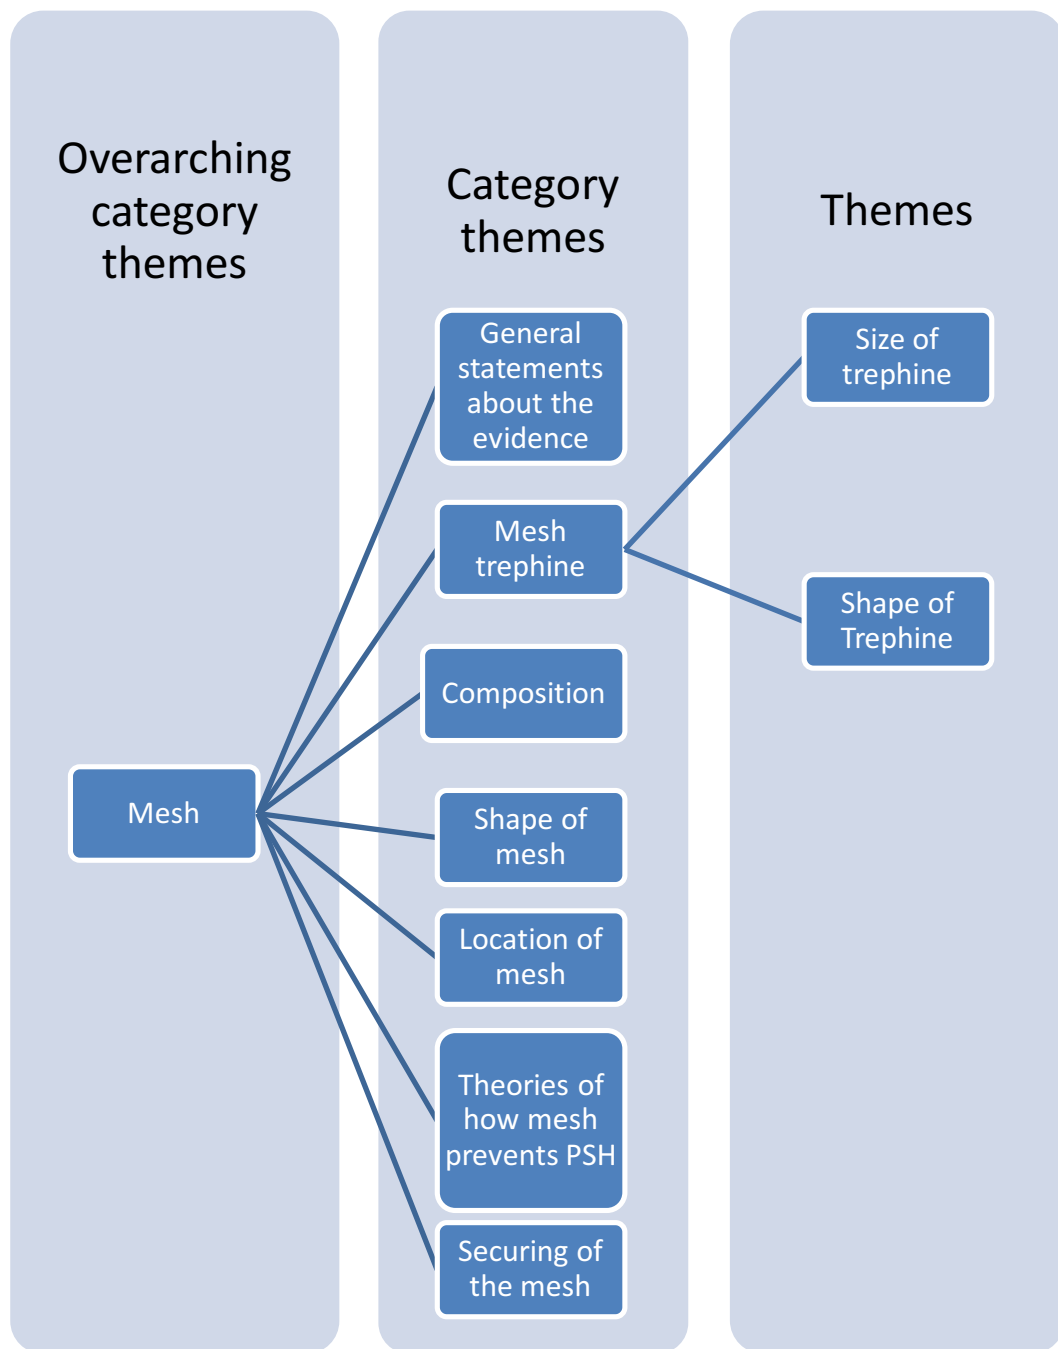 Overarching
category
themes
Mesh
Category
themes
General
statements
about the
evidence
Mesh
trephine
Composition
Shape of
mesh
Location of
mesh
Theories of
how mesh
prevents PSH
Securing of
the mesh
Themes
Size of
trephine
Shape of
Trephine